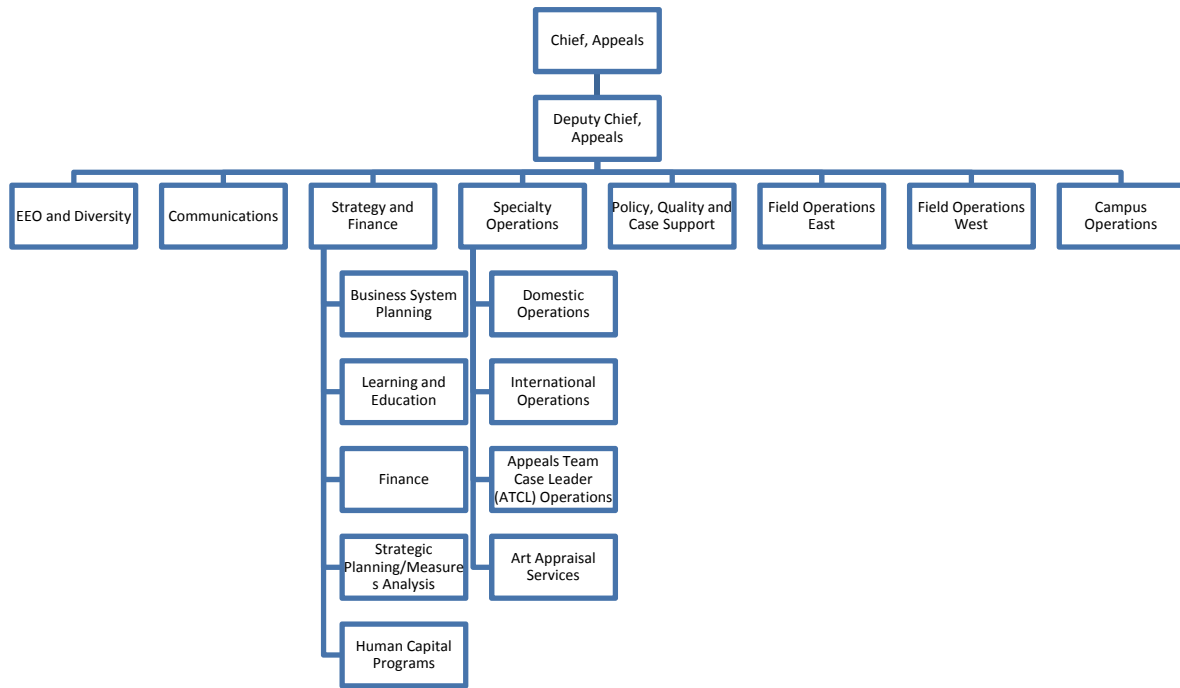 Chief, Appeals
Deputy Chief,
Appeals
EEO and Diversity
Communications
Strategy and
Finance
Specialty
Operations
Policy, Quality and
Case Support
Field Operations
East
Field Operations
West
Campus
Operations
Business System
Planning
Learning and
Education
Finance
Strategic
Planning/Measure
s Analysis
Human Capital
Programs
Domestic
Operations
International
Operations
Appeals Team
Case Leader
(ATCL) Operations
Art Appraisal
Services